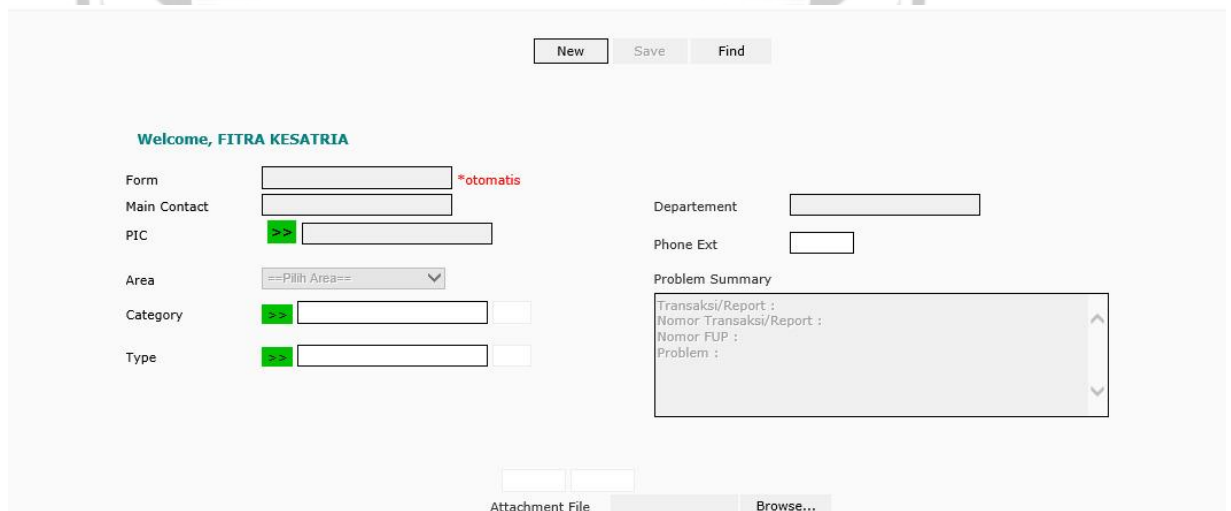 New Save Find
Welcome, FITRA KESATRIA
Form *otomatis
Main Contact
PIC >>
Area ==Pilih Area==
Category >>
Type >>
Departement
Phone Ext
Problem Summary
Transaksi/Report :
Nomor Transaksi/Report :
Nomor FUP :
Problem :
Attachment File Browse...